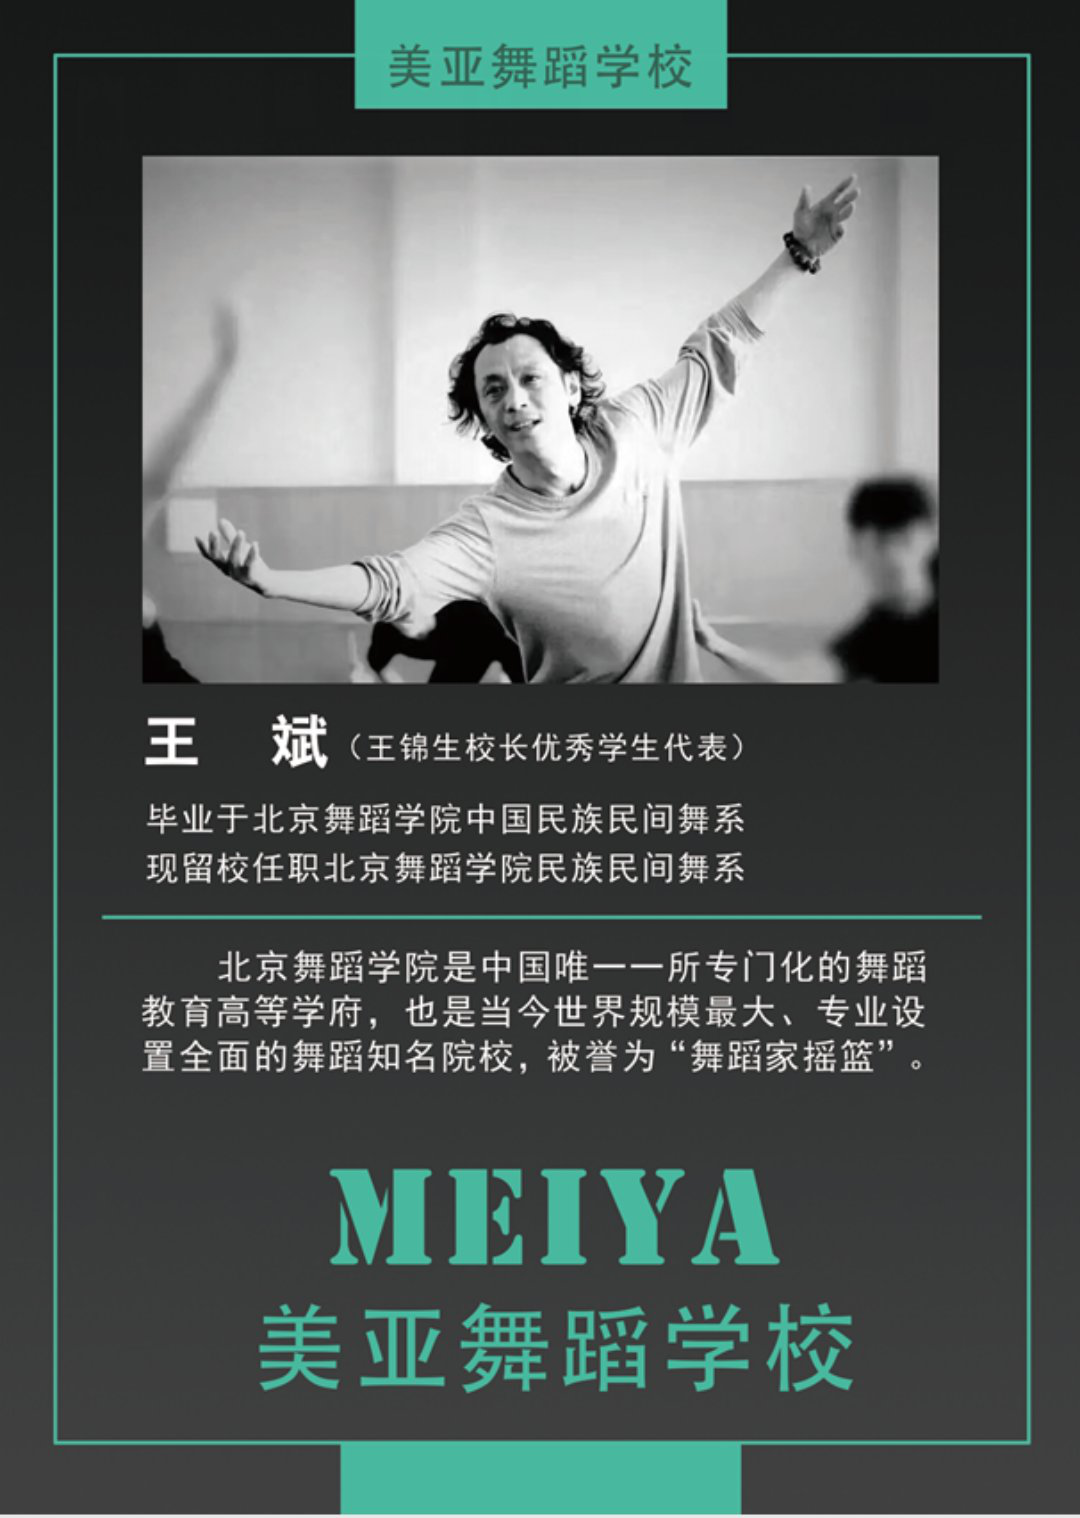 美亚舞蹈学校
王 斌（王锦生校长优秀学生代表）
毕业于北京舞蹈学院中国民族民间舞系
现留校任职北京舞蹈学院民族民间舞系
北京舞蹈学院是中国唯一一所专门化的舞蹈
教育高等学府，也是当今世界规模最大、专业设
置全面的舞蹈知名院校，被誉为“舞蹈家摇篮”。
MEIYA
美亚舞蹈学校